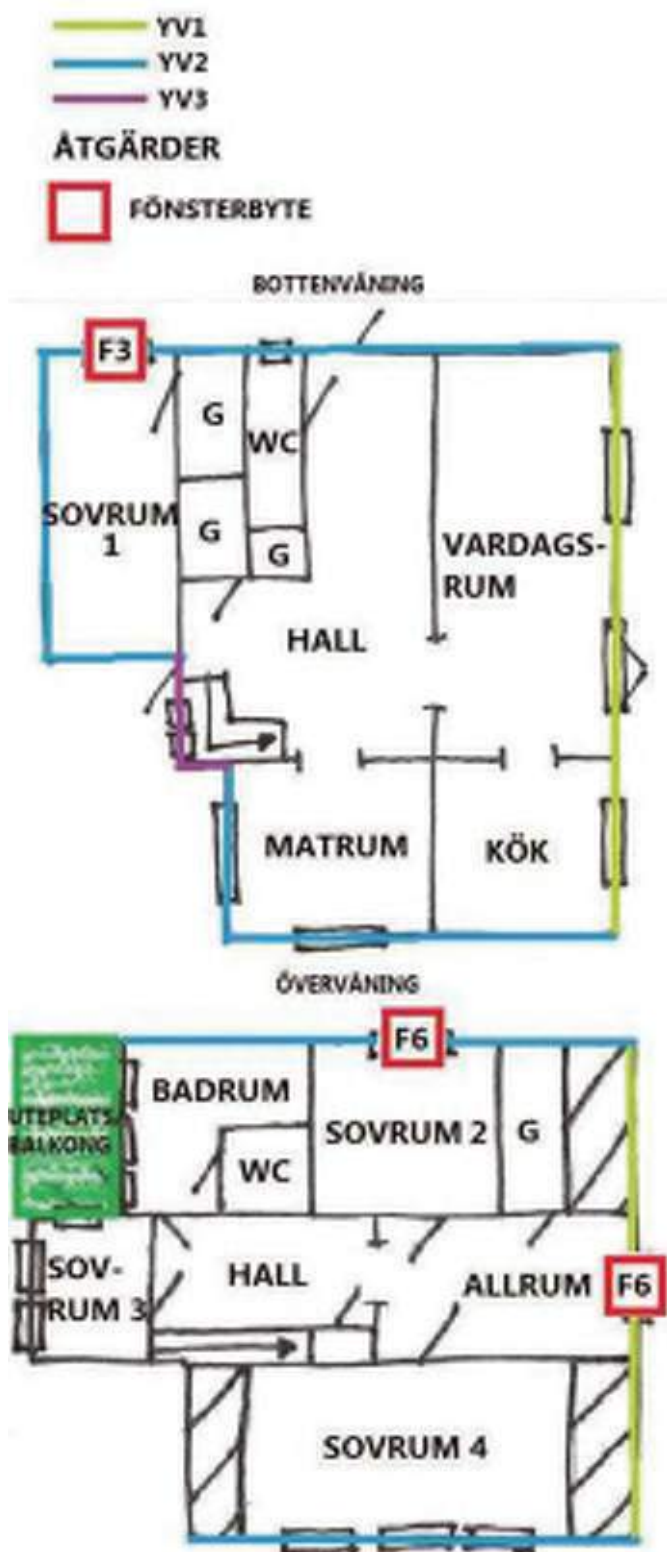 YV1
YV2
YV3
ÅTGÄRDER
FÖNSTERBYTE
BOTTENVÅNING
F3
G
WC
SOVRUM
1
G
G
VARDAGS-
RUM
HALL
MATRUM
KÖK
ÖVERVÅNING
F6
BADRUM
UTEPLATS/
BALKONG
SOVRUM 2
G
WC
SOV-
RUM 3
HALL
ALLRUM
F6
SOVRUM 4